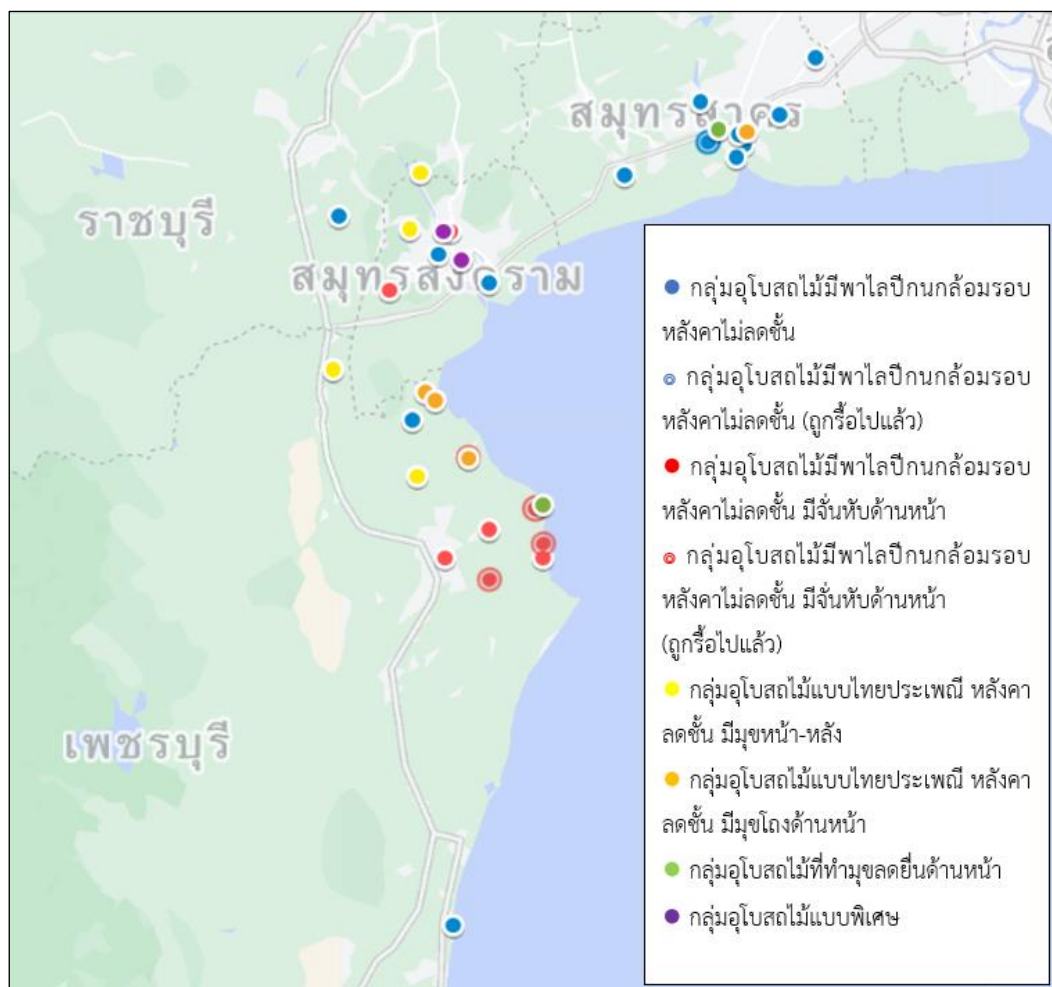 สมุทรสาคร
ราชบุรี
สมุทรสงคราม
เพชรบุรี
กลุ่มอุโบสถไม้มีพาไลปีกนกล้อมรอบ
หลังคาไม่ลดชั้น
กลุ่มอุโบสถไม้มีพาไลปีกนกล้อมรอบ
หลังคาไม่ลดชั้น (ถูกรื้อไปแล้ว)
กลุ่มอุโบสถไม้มีพาไลปีกนกล้อมรอบ
หลังคาไม่ลดชั้น มีจั่นหับด้านหน้า
กลุ่มอุโบสถไม้มีพาไลปีกนกล้อมรอบ
หลังคาไม่ลดชั้น มีจั่นหับด้านหน้า
(ถูกรื้อไปแล้ว)
กลุ่มอุโบสถไม้แบบไทยประเพณี หลังคา
ลดชั้น มีมุขหน้า-หลัง
กลุ่มอุโบสถไม้แบบไทยประเพณี หลังคา
ลดชั้น มีมุขโถงด้านหน้า
กลุ่มอุโบสถไม้ที่ทำมุขลดยื่นด้านหน้า
กลุ่มอุโบสถไม้แบบพิเศษ